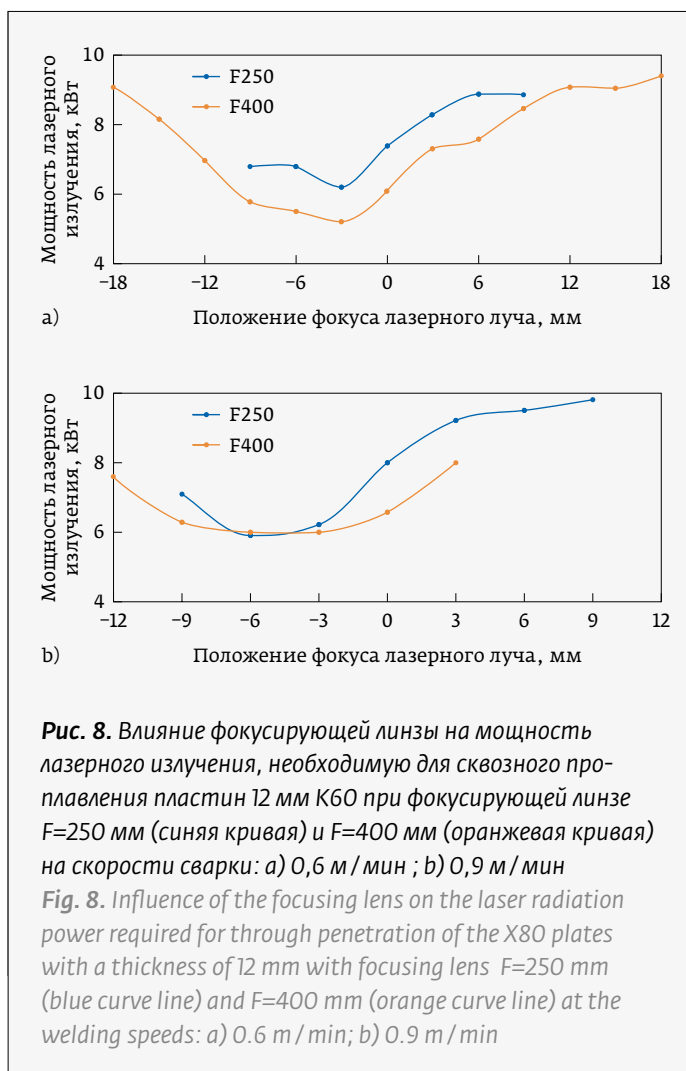 10
F250
F400
8
6
4
Мощность лазерного
излучения, кВт
−18 −12 −6 0 6 12 18
a) Положение фокуса лазерного луча, мм
10
F250
F400
8
6
4
Мощность лазерного
излучения, кВт
−12 −9 −6 −3 0 3 6 9 12
b) Положение фокуса лазерного луча, мм
Рис. 8. Влияние фокусирующей линзы на мощность
лазерного излучения, необходимую для сквозного про-
плавления пластин 12 мм К60 при фокусирующей линзе
F=250 мм (синяя кривая) и F=400 мм (оранжевая кривая)
на скорости сварки: a) 0,6 м / мин ; b) 0,9 м / мин
Fig. 8. Influence of the focusing lens on the laser radiation
power required for through penetration of the X80 plates
with a thickness of 12 mm with focusing lens F=250 mm
(blue curve line) and F=400 mm (orange curve line) at the
welding speeds: a) 0.6 m / min; b) 0.9 m / min